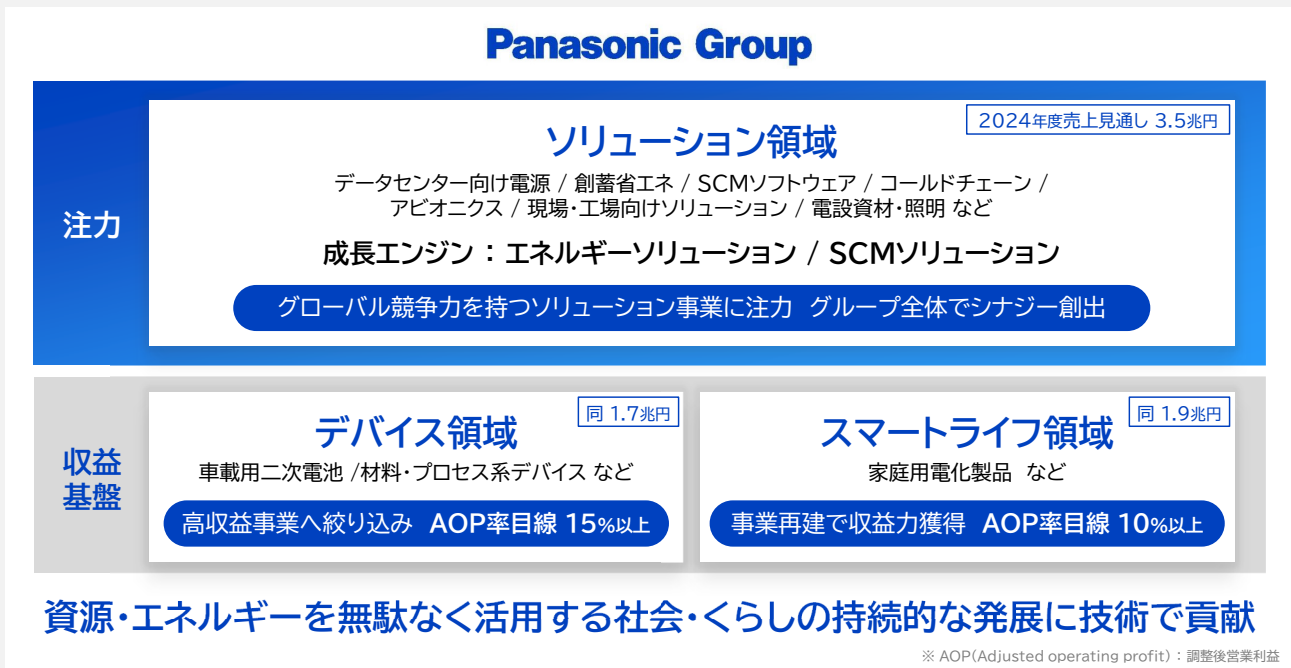 Panasonic Group
注力
2024年度売上見通し 3.5兆円
ソリューション領域
データセンター向け電源 / 創蓄省エネ / SCMソフトウェア / コールドチェーン /
アビオニクス / 現場・工場向けソリューション / 電設資材・照明 など
成長エンジン：エネルギーソリューション / SCMソリューション
グローバル競争力を持つソリューション事業に注力 グループ全体でシナジー創出
収益
基盤
同 1.7兆円
デバイス領域
車載用二次電池 /材料・プロセス系デバイス など
高収益事業へ絞り込み AOP率目線 15%以上
同 1.9兆円
スマートライフ領域
家庭用電化製品 など
事業再建で収益力獲得 AOP率目線 10%以上
資源・エネルギーを無駄なく活用する社会・くらしの持続的な発展に技術で貢献
※ AOP(Adjusted operating profit)：調整後営業利益